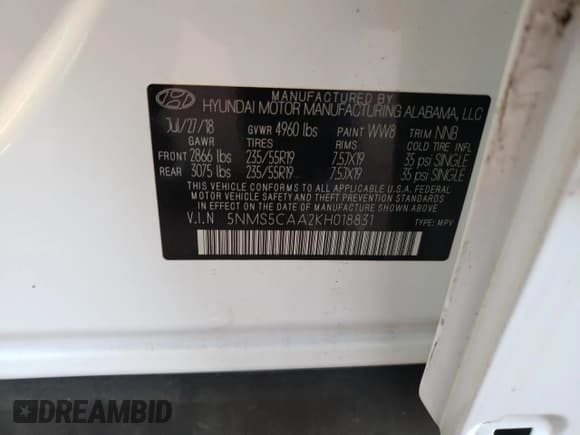 MANUFACTURED BY
HYUNDAI MOTOR MANUFACTURING ALABAMA, LLC
Jul/27/18 GVWR 4960 lbs PAINT WW8 TRIM NNB
GAWR TIRES RIMS COLD TIRE INFL
FRONT 2866 lbs 235/55R19 7.5JX19 35 psi SINGLE
REAR 3075 lbs 235/55R19 7.5JX19 35 psi SINGLE
THIS VEHICLE CONFORMS TO ALL APPLICABLE U.S.A. FEDERAL
MOTOR VEHICLE SAFETY AND THEFT PREVENTION STANDARDS
IN EFFECT ON THE DATE OF MANUFACTURE SHOWN ABOVE.
V.I.N 5NMS5CAA2KH018831 TYPE: MPV
DREAMBID